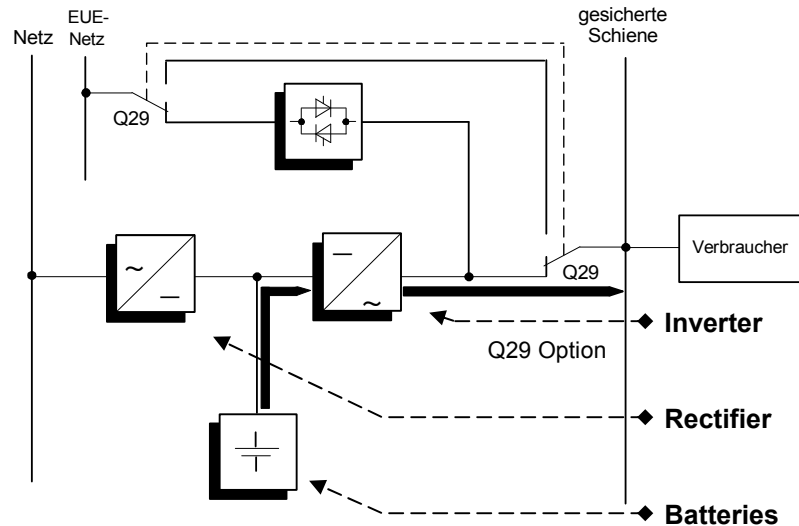 EUE-
Netz
Netz
gesicherte
Schiene
Q29
~
–
–
~
Verbraucher
Q29
Inverter
Q29 Option
Rectifier
Batteries